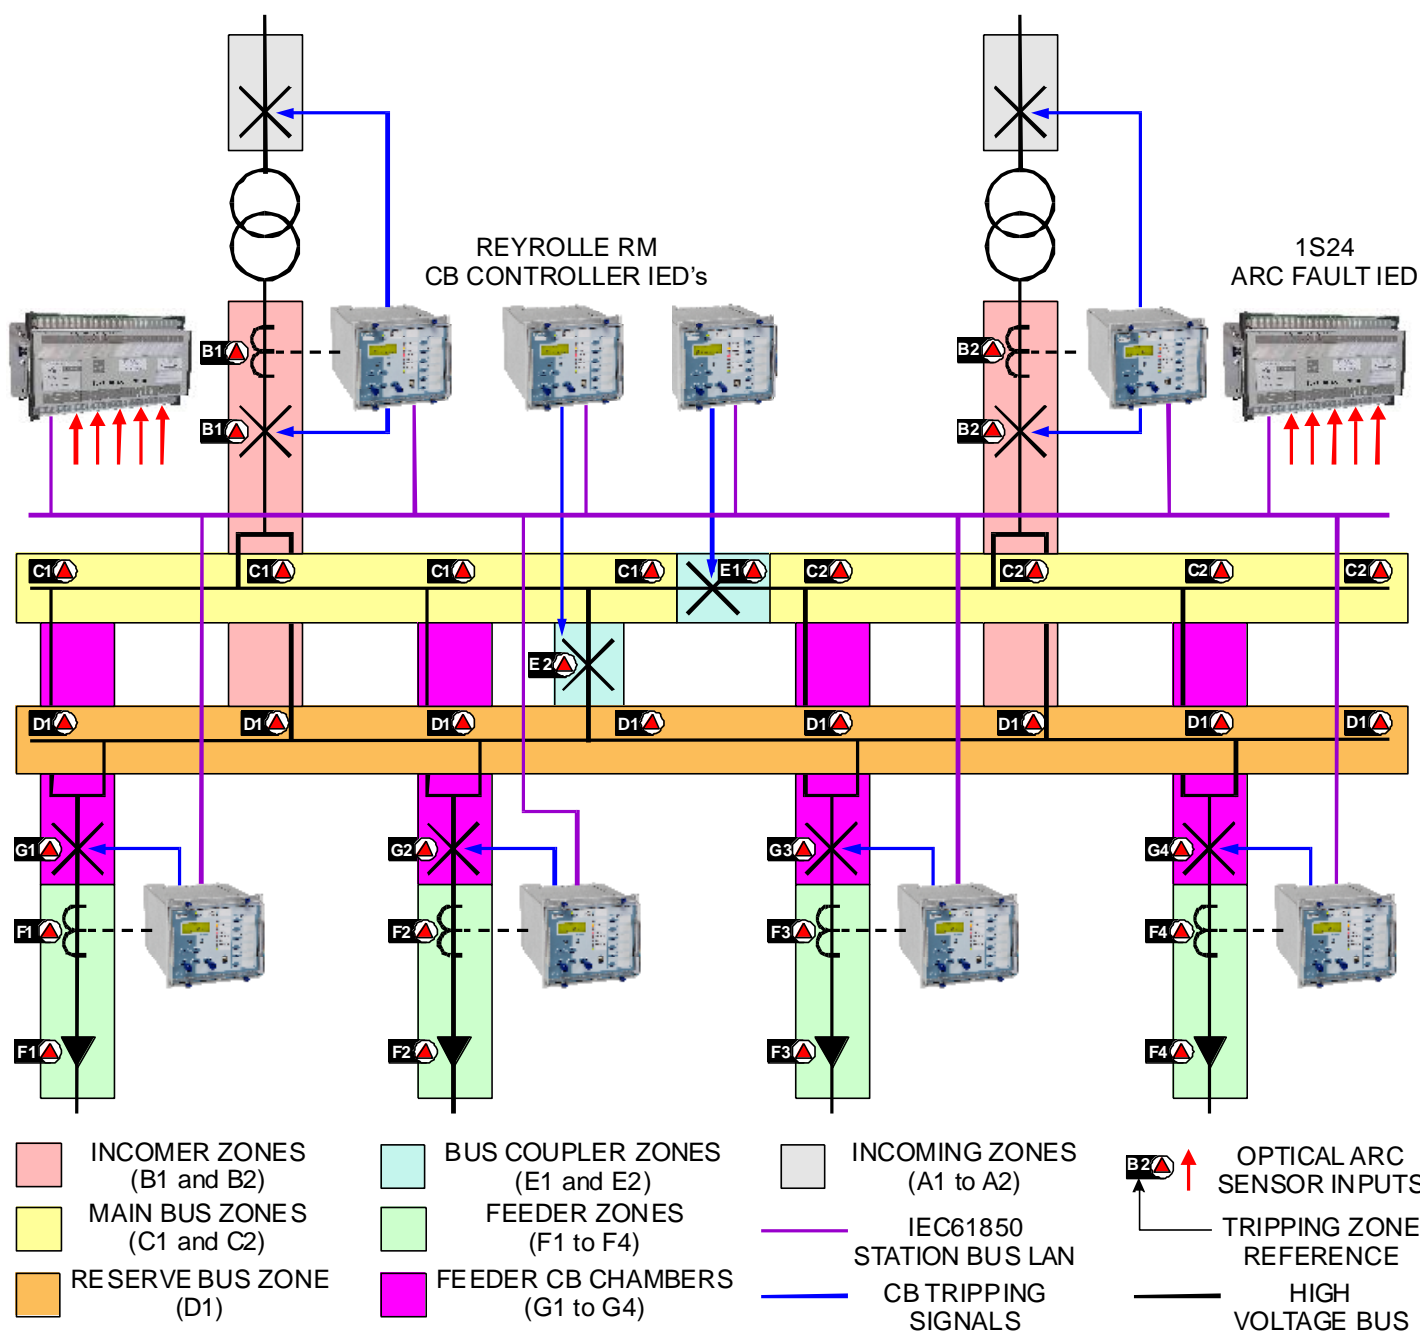 REYROLLE RM
CB CONTROLLER IED's
1S24
ARC FAULT IED
B1
B2
B1
B2
C1
C1
C1
C1
E1
C2
C2
C2
C2
E2
D1
D1
D1
D1
D1
D1
D1
D1
G1
G2
G3
G4
F1
F2
F3
F4
F1
F2
F3
F4
INCOMER ZONES
(B1 and B2)
MAIN BUS ZONES
(C1 and C2)
RESERVE BUS ZONE
(D1)
BUS COUPLER ZONES
(E1 and E2)
FEEDER ZONES
(F1 to F4)
FEEDER CB CHAMBERS
(G1 to G4)
INCOMING ZONES
(A1 to A2)
IEC61850
STATION BUS LAN
CB TRIPPING
SIGNALS
B2
OPTICAL ARC
SENSOR INPUTS
TRIPPING ZONE
REFERENCE
HIGH
VOLTAGE BUS